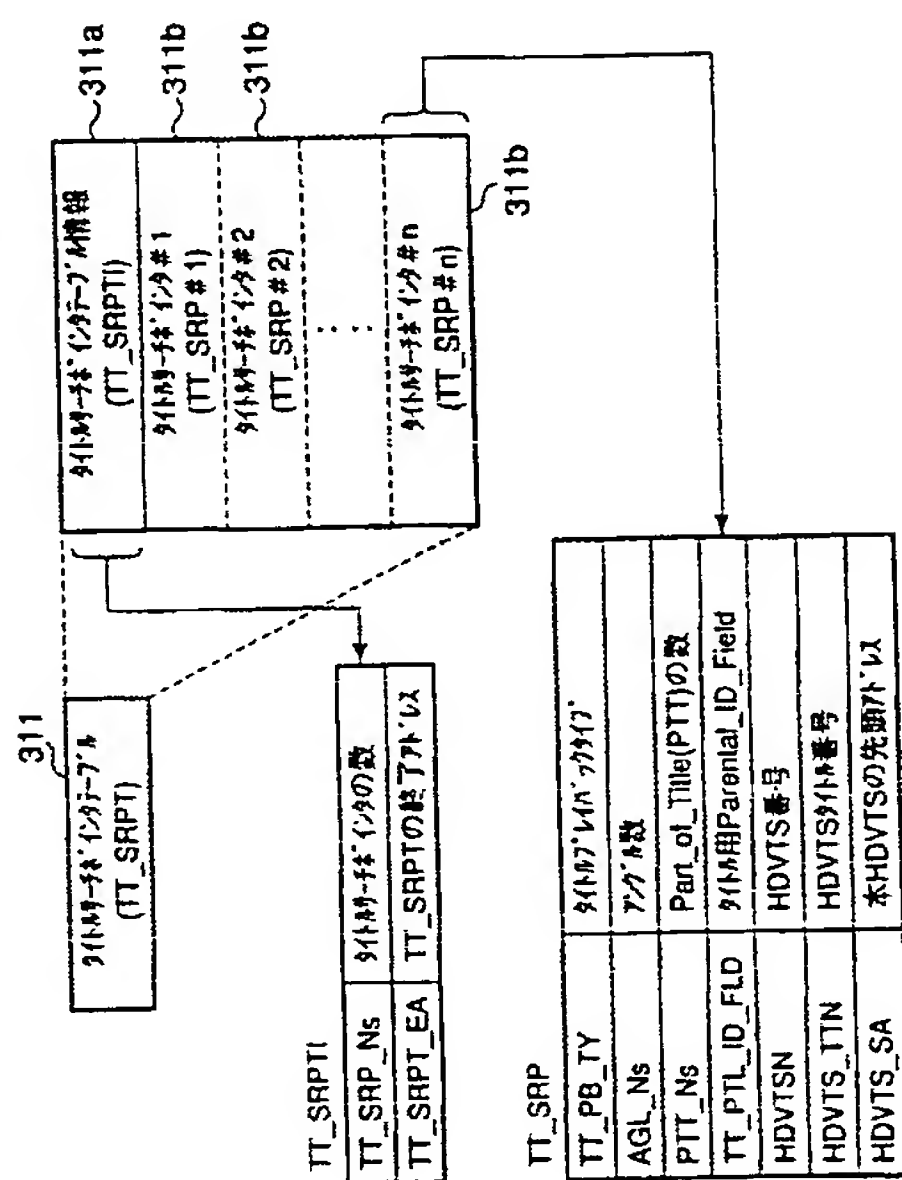 311
ﾀｲﾄﾙｻｰﾁﾎﾟｲﾝﾀﾃｰﾌﾞﾙ
(TT_SRPT)
ﾀｲﾄﾙｻｰﾁﾎﾟｲﾝﾀﾃｰﾌﾞﾙ情報
(TT_SRPTI)
311a
ﾀｲﾄﾙｻｰﾁﾎﾟｲﾝﾀ#1
(TT_SRP#1)
311b
ﾀｲﾄﾙｻｰﾁﾎﾟｲﾝﾀ#2
(TT_SRP#2)
311b
ﾀｲﾄﾙｻｰﾁﾎﾟｲﾝﾀ#n
(TT_SRP#n)
311b
TT_SRPTI
TT_SRP_Ns ﾀｲﾄﾙｻｰﾁﾎﾟｲﾝﾀの数
TT_SRPT_EA TT_SRPTの終了ｱﾄﾞﾚｽ
TT_SRP
TT_PB_TY ﾀｲﾄﾙﾌﾟﾚｲﾊﾞｯｸﾀｲﾌﾟ
AGL_Ns ｱﾝｸﾞﾙ数
PTT_Ns Part_of_Title(PTT)の数
TT_PTL_ID_FLD ﾀｲﾄﾙ用Parental_ID_Field
HDVTSN HDVTS番号
HDVTS_TTN HDVTSﾀｲﾄﾙ番号
HDVTS_SA 本HDVTSの先頭ｱﾄﾞﾚｽ